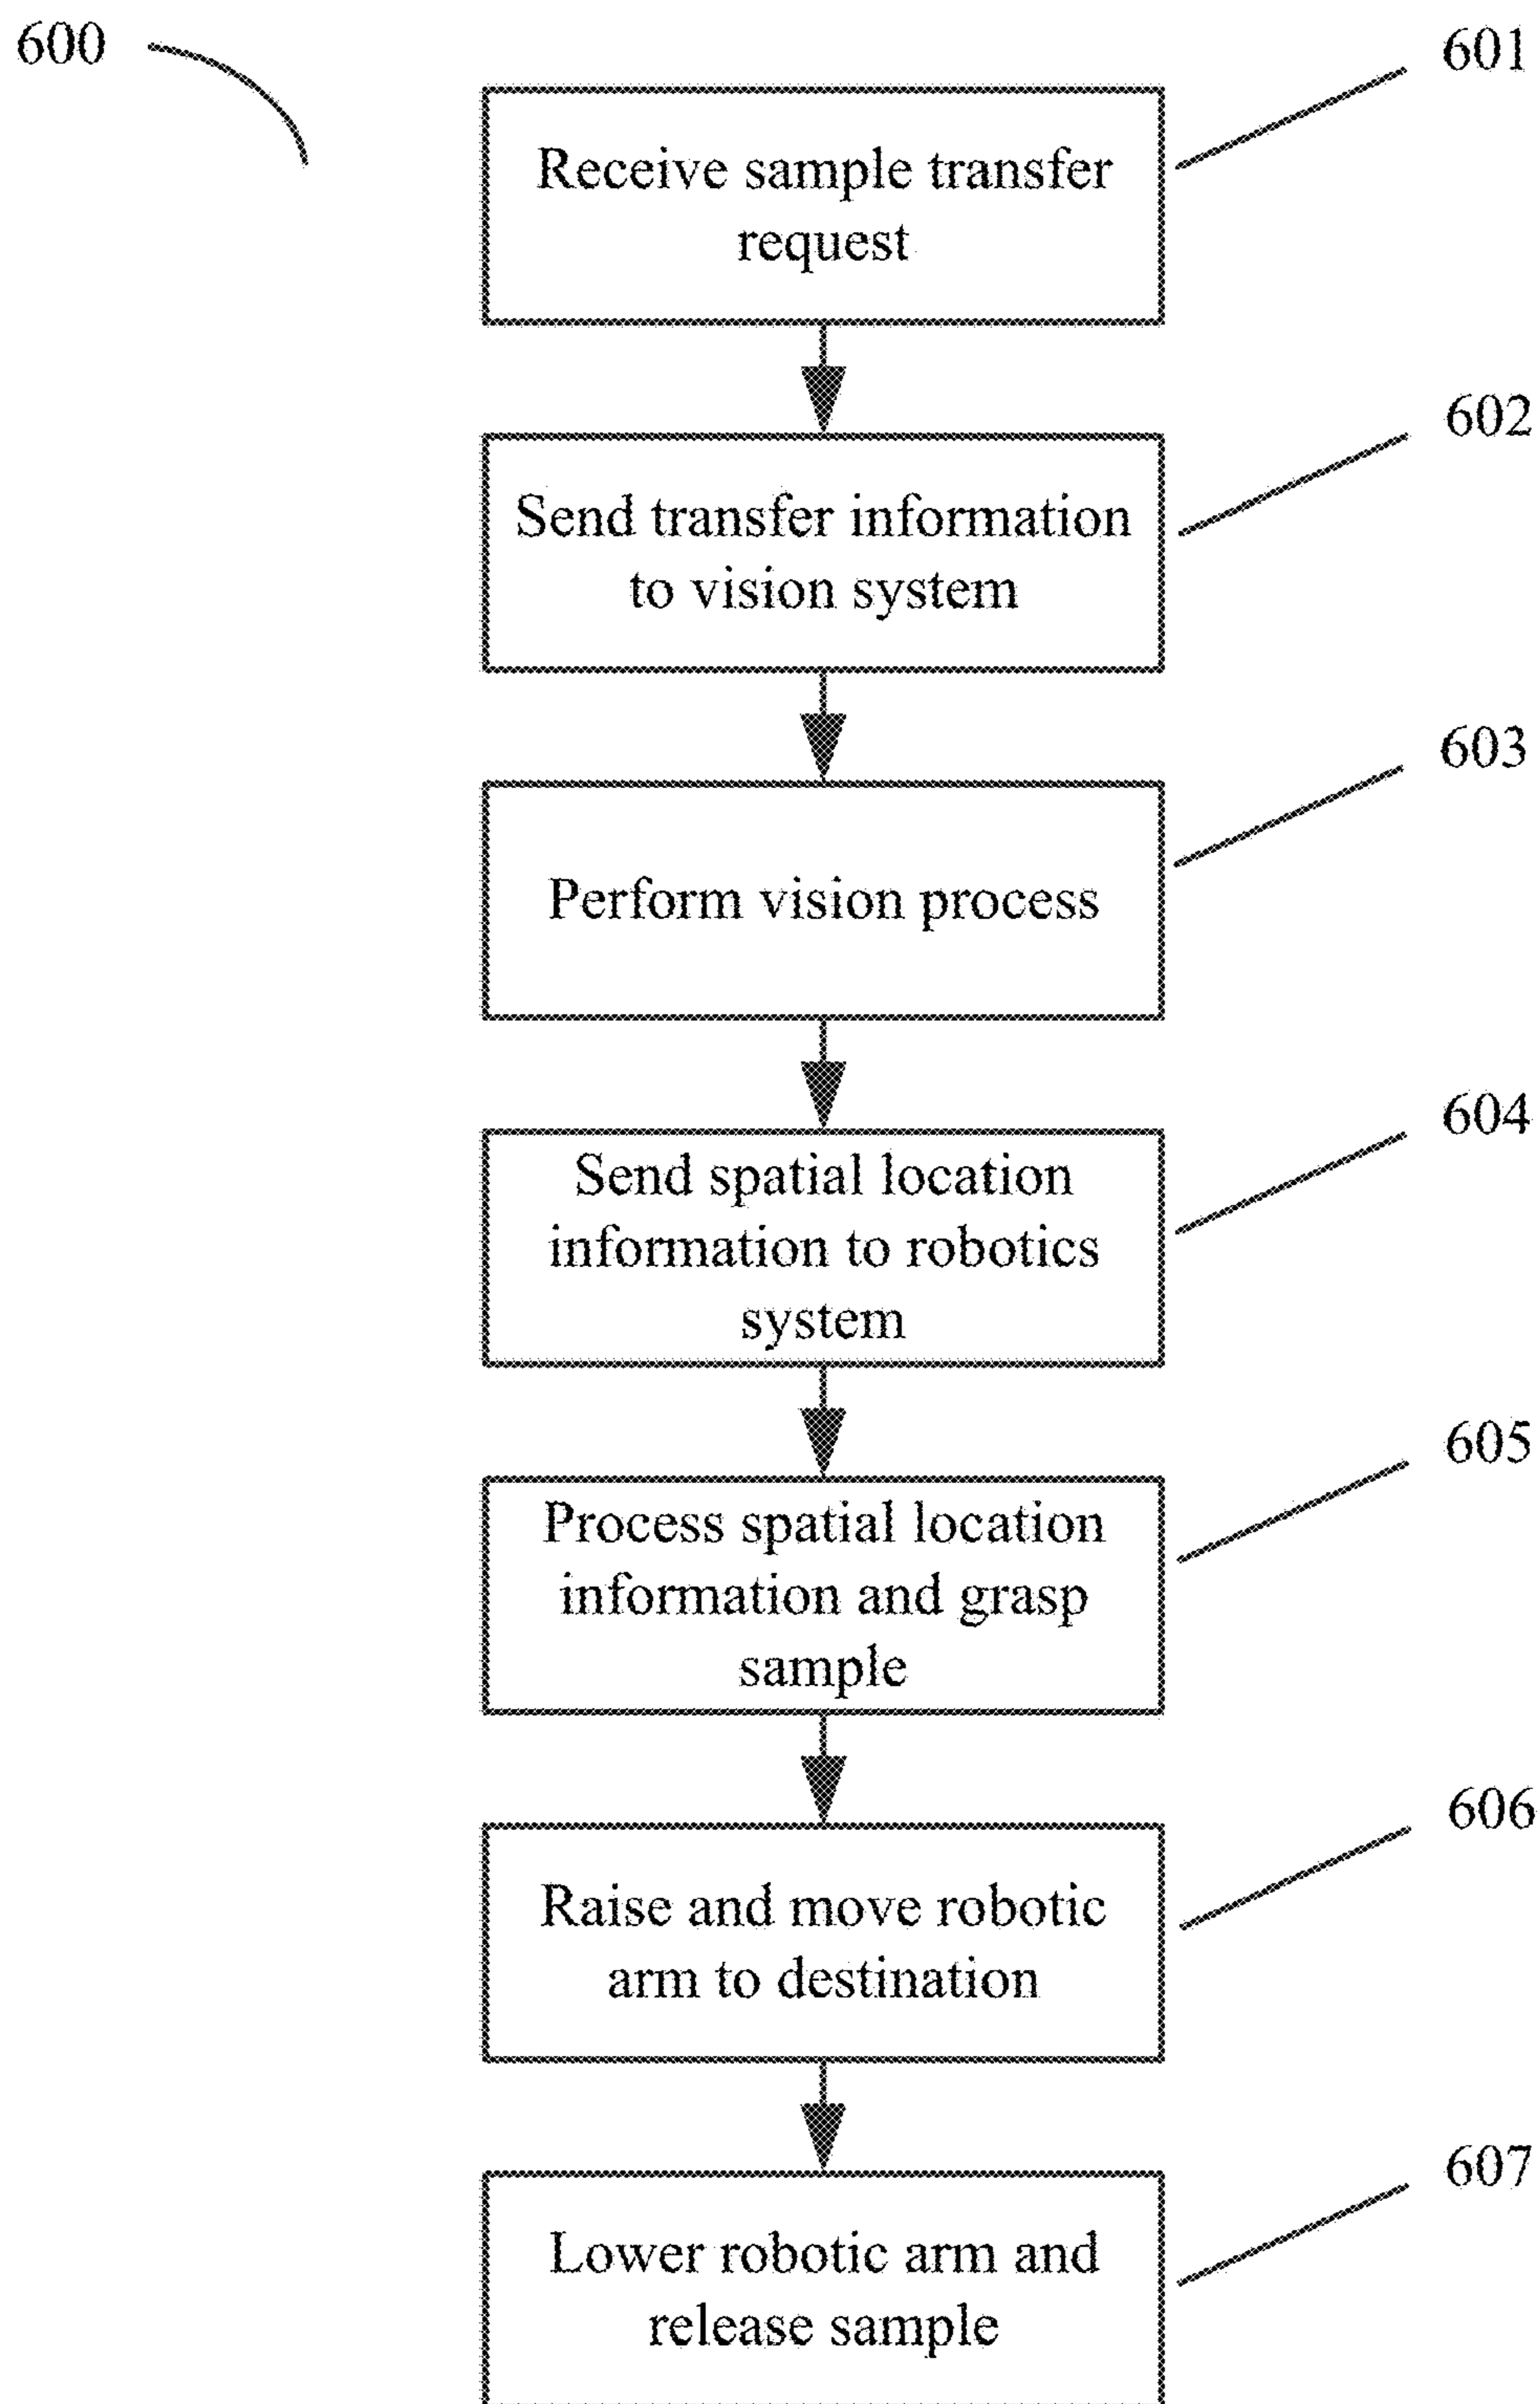 600
601
Receive sample transfer
request
602
Send transfer information
to vision system
603
Perform vision process
604
Send spatial location
information to robotics
system
605
Process spatial location
information and grasp
sample
606
Raise and move robotic
arm to destination
607
Lower robotic arm and
release sample